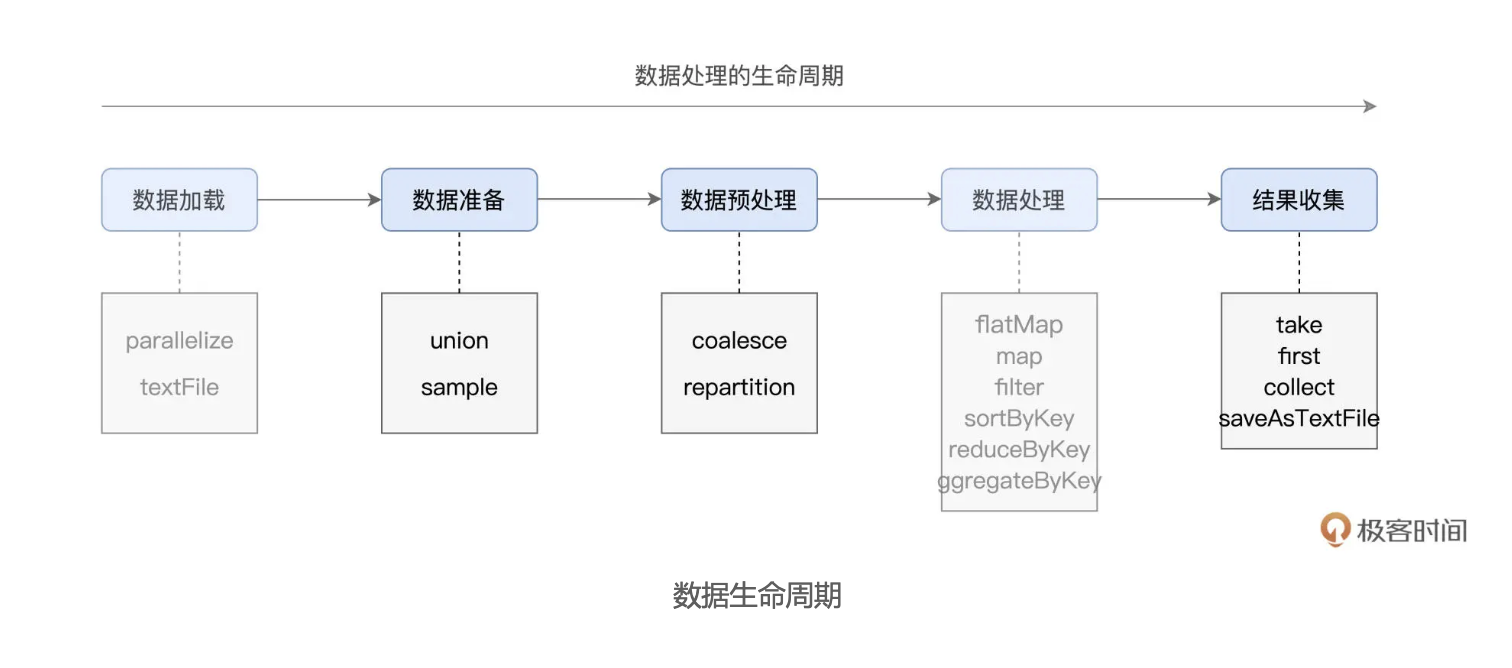 数据处理的生命周期
数据加载
数据准备
数据预处理
数据处理
结果收集
parallelize
textFile
union
sample
coalesce
repartition
flatMap
map
filter
sortByKey
reduceByKey
ggregateByKey
take
first
collect
saveAsTextFile
极客时间
数据生命周期